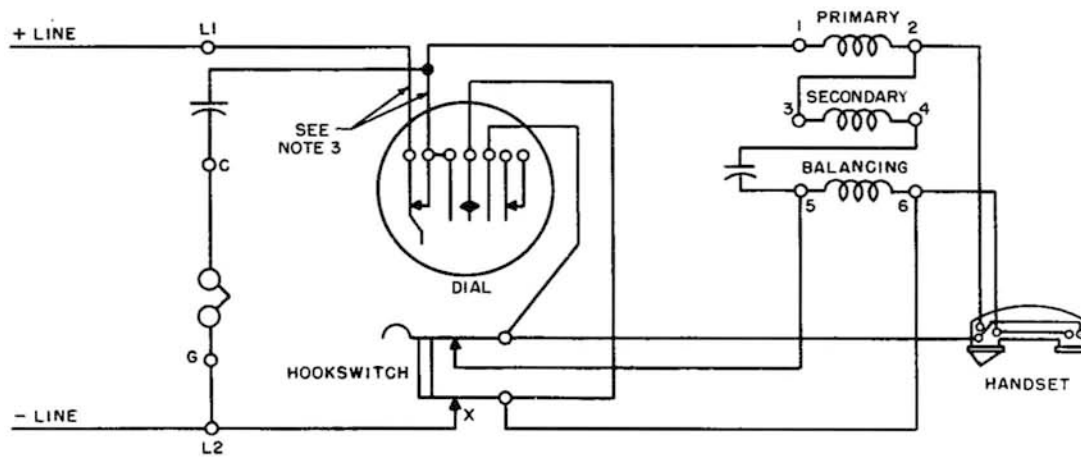 + LINE
L1
SEE
NOTE 3
C
DIAL
G
HOOKSWITCH
X
- LINE
L2
1
PRIMARY
2
3
SECONDARY
4
BALANCING
5
6
HANDSET